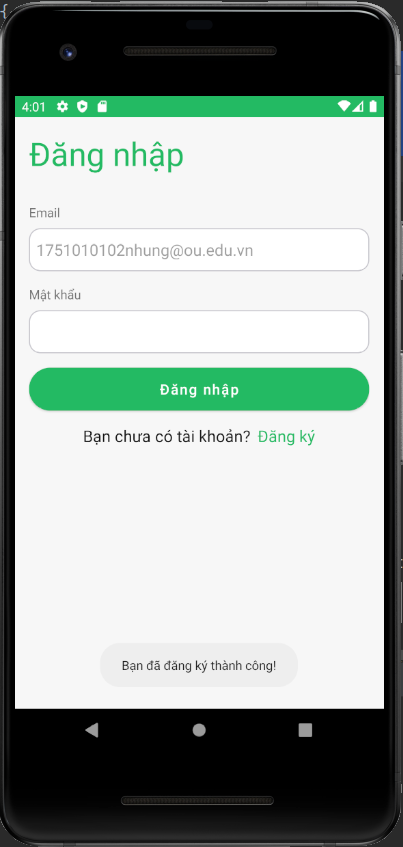 {
4:01
Đăng nhập
Email
1751010102nhung@ou.edu.vn
Mật khẩu
Đăng nhập
Bạn chưa có tài khoản? Đăng ký
Bạn đã đăng ký thành công!